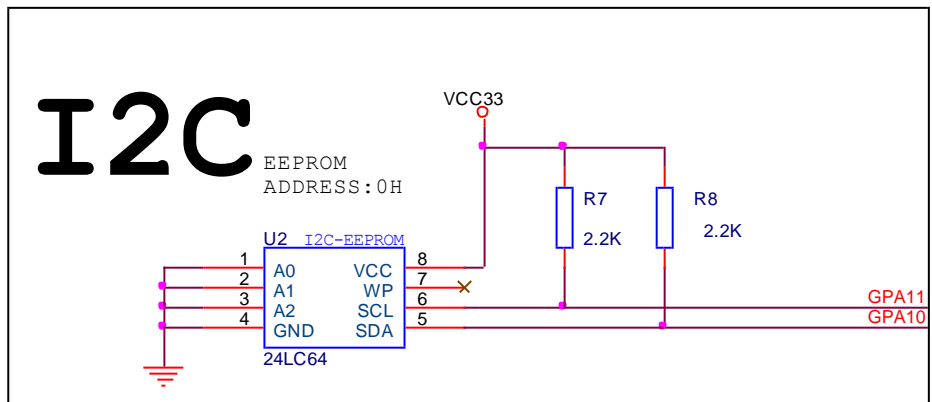 I2C
VCC33
EEPROM
ADDRESS:0H
R7
2.2K
R8
2.2K
U2 I2C-EEPROM
1 A0 VCC 8
2 A1 WP 7
3 A2 SCL 6
4 GND SDA 5
24LC64
GPA11
GPA10